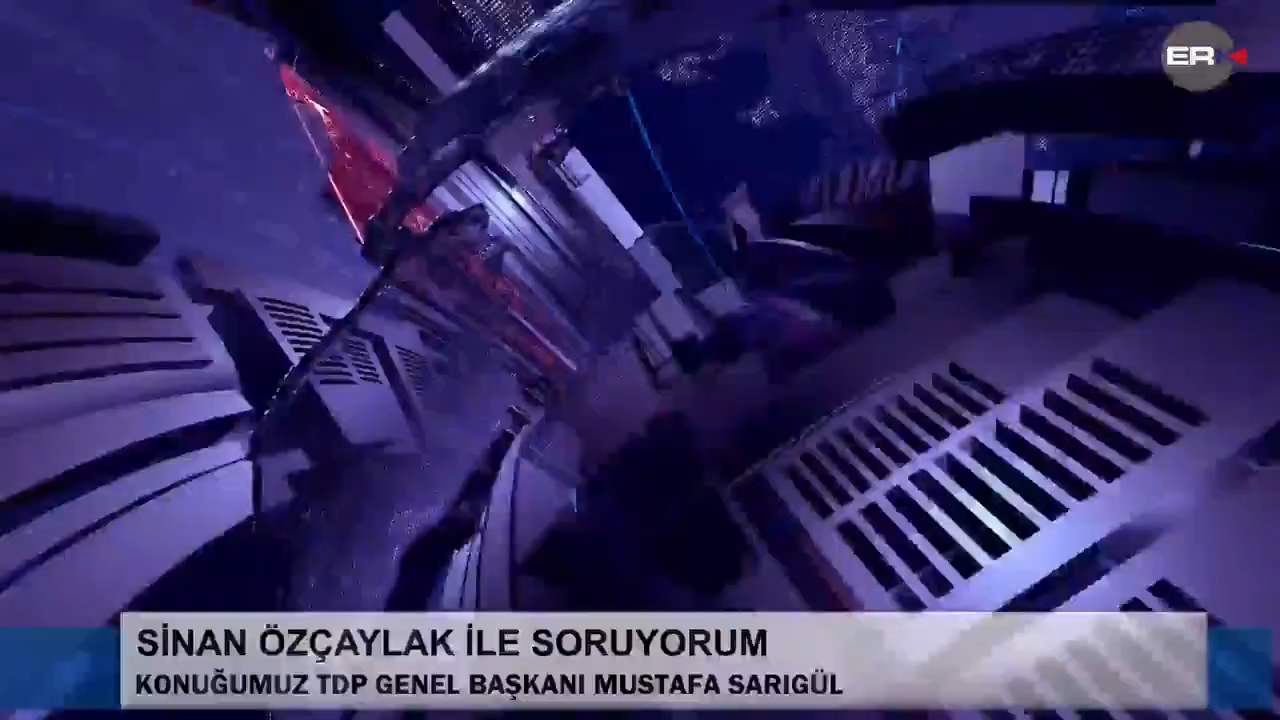 ER
SİNAN ÖZÇAYLAK İLE SORUYORUM
KONUĞUMUZ TDP GENEL BAŞKANI MUSTAFA SARIGÜL